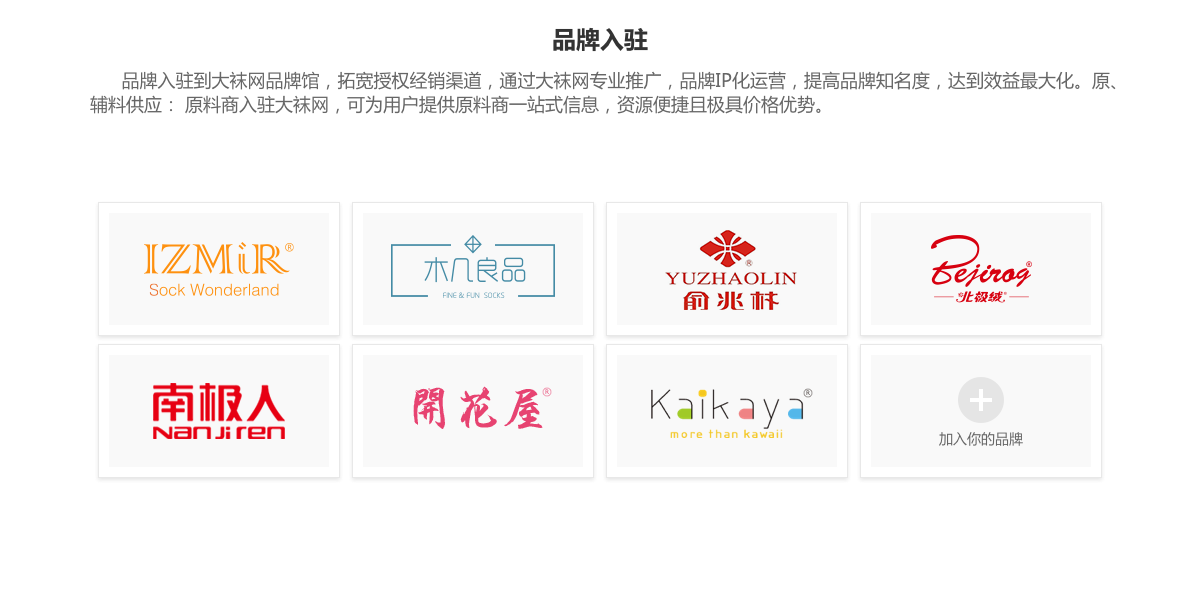 品牌入驻
品牌入驻到大袜网品牌馆，拓宽授权经销渠道，通过大袜网专业推广，品牌IP化运营，提高品牌知名度，达到效益最大化。原、
辅料供应： 原料商入驻大袜网，可为用户提供原料商一站式信息，资源便捷且极具价格优势。
IZMiR®
Sock Wonderland
木几良品
FINE & FUN SOCKS
®
YUZHAOLIN
俞兆林
Bejirog®
北极绒®
南极人
Nanjiren
開花屋®
Kaikaya®
more than kawaii
加入你的品牌